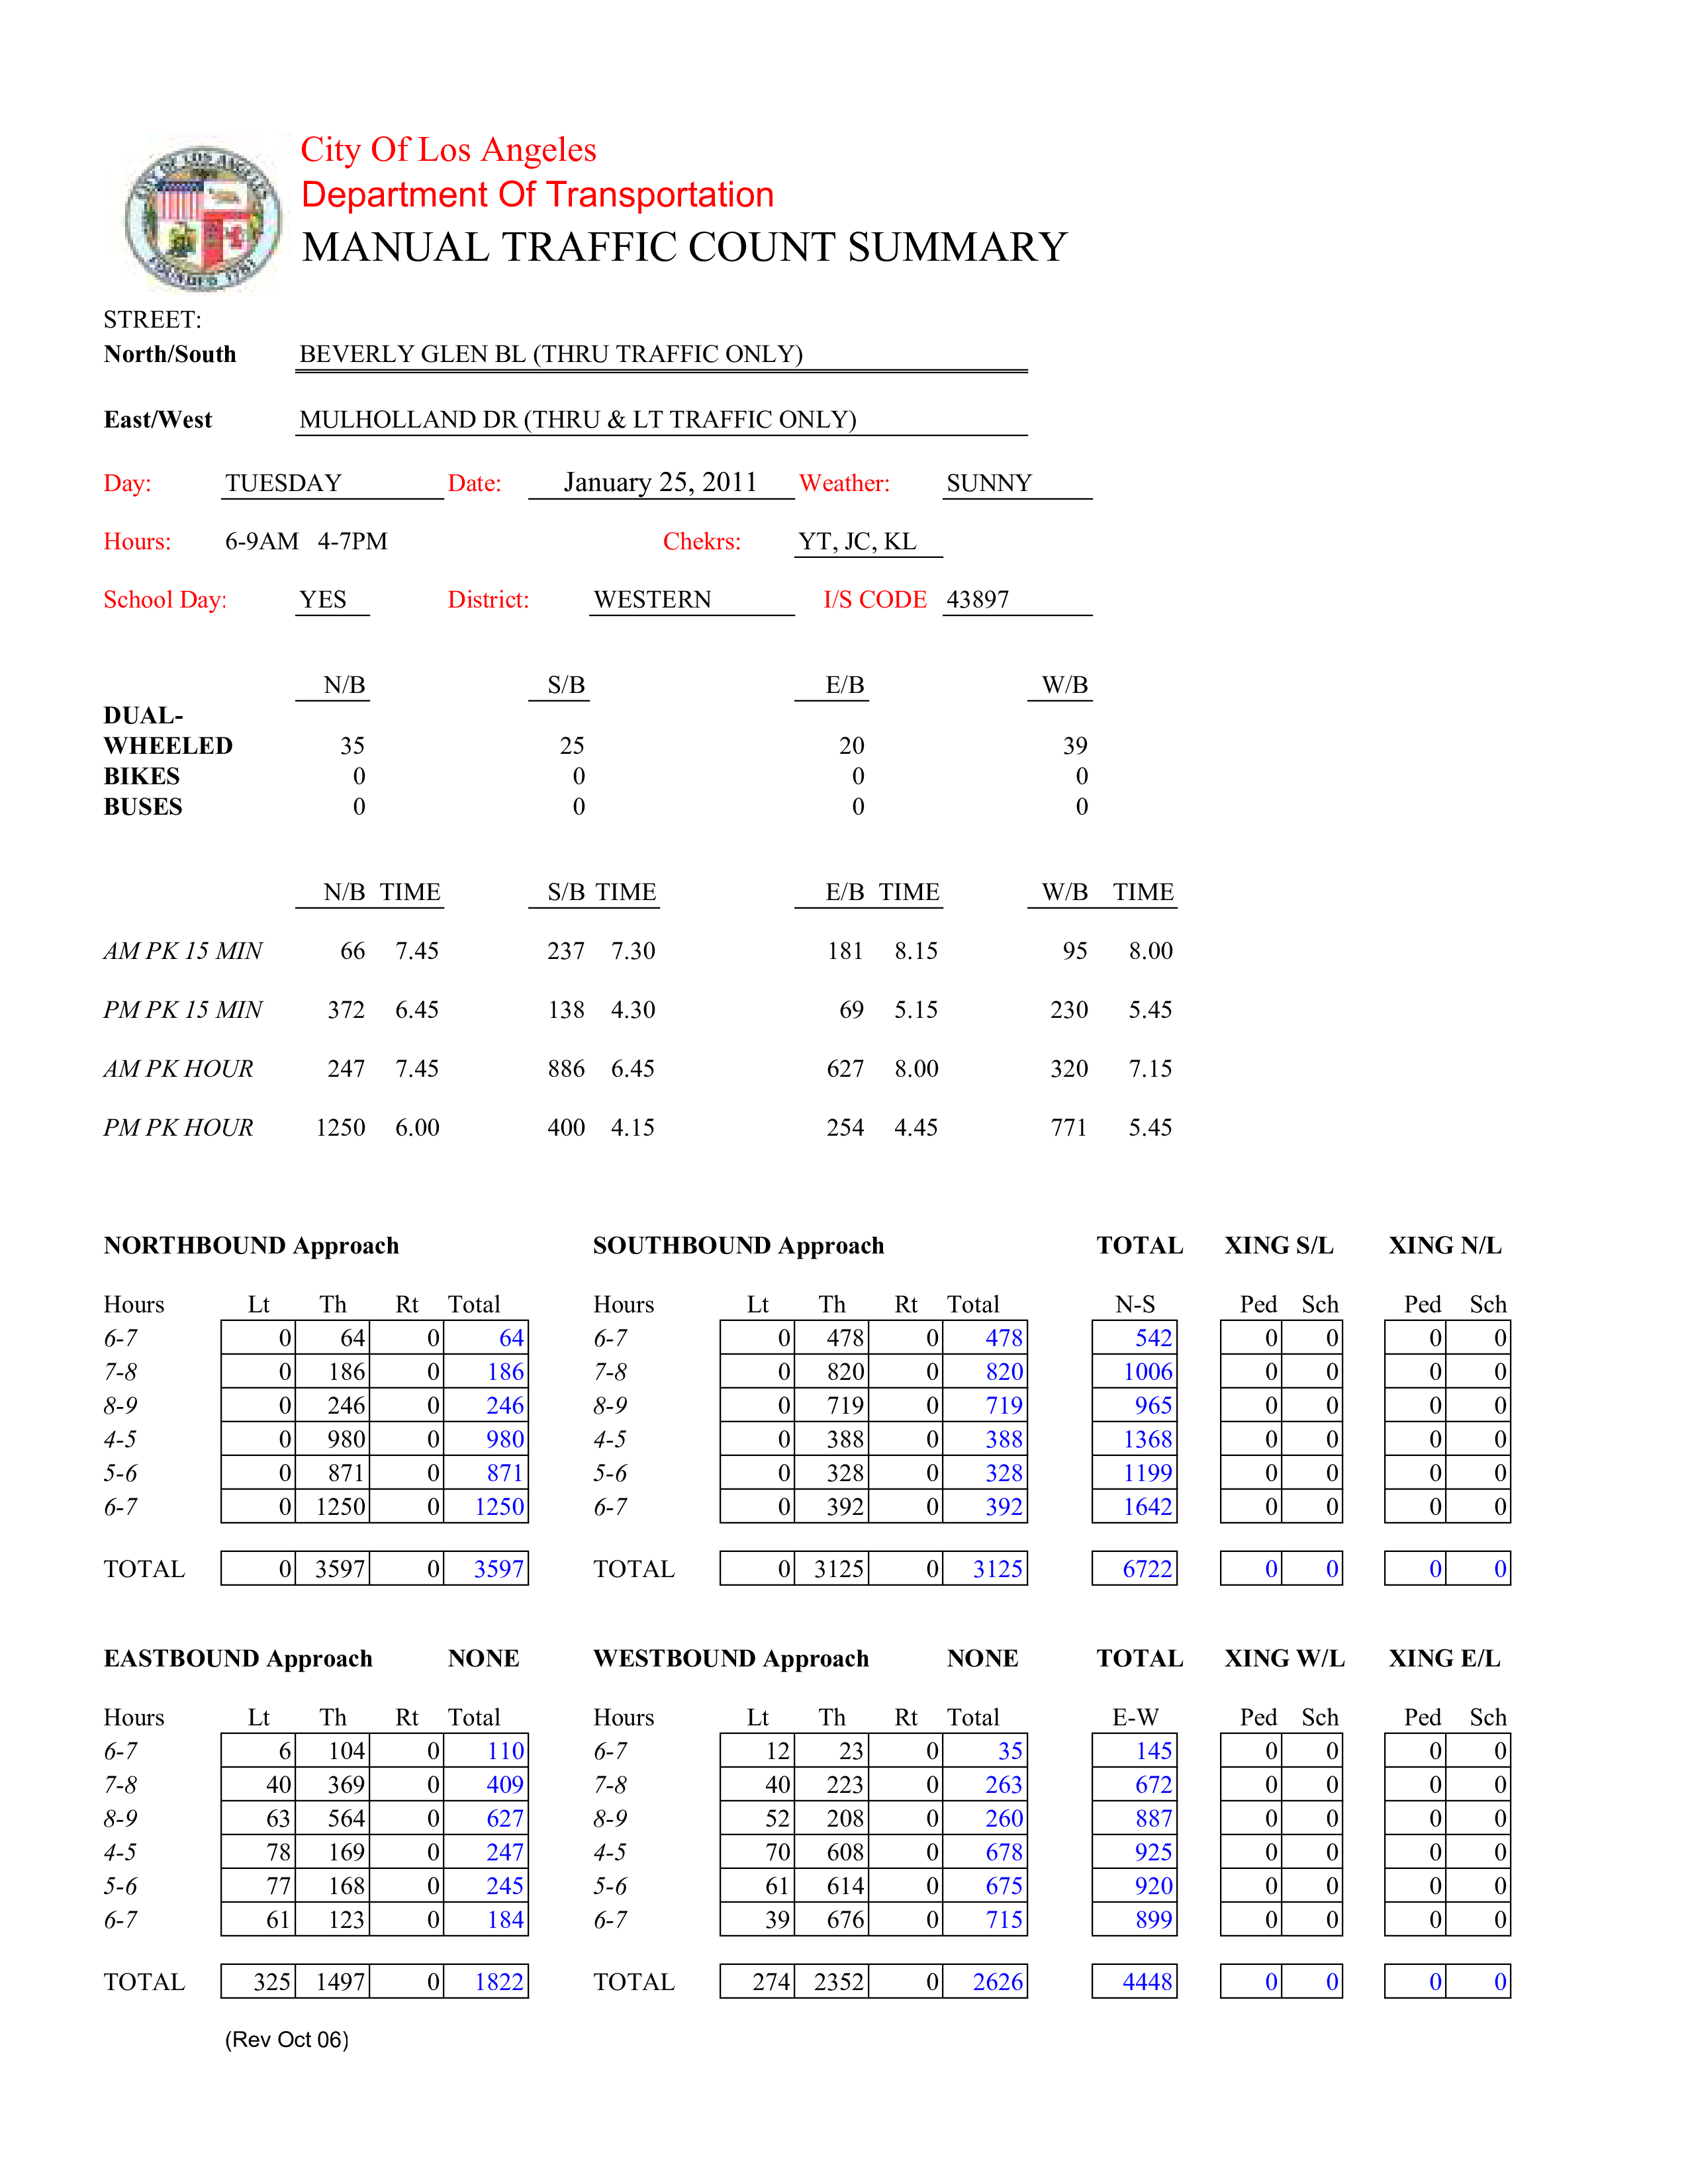 CITY OF LOS ANGELES
FOUNDED 1781
City Of Los Angeles
Department Of Transportation
MANUAL TRAFFIC COUNT SUMMARY
STREET:
North/South BEVERLY GLEN BL (THRU TRAFFIC ONLY)
East/West MULHOLLAND DR (THRU & LT TRAFFIC ONLY)
Day: TUESDAY Date: January 25, 2011 Weather: SUNNY
Hours: 6-9AM 4-7PM Chekrs: YT, JC, KL
School Day: YES District: WESTERN I/S CODE 43897
N/B S/B E/B W/B
DUAL-
WHEELED 35 25 20 39
BIKES 0 0 0 0
BUSES 0 0 0 0
N/B TIME S/B TIME E/B TIME W/B TIME
AM PK 15 MIN 66 7.45 237 7.30 181 8.15 95 8.00
PM PK 15 MIN 372 6.45 138 4.30 69 5.15 230 5.45
AM PK HOUR 247 7.45 886 6.45 627 8.00 320 7.15
PM PK HOUR 1250 6.00 400 4.15 254 4.45 771 5.45
NORTHBOUND Approach SOUTHBOUND Approach TOTAL XING S/L XING N/L
Hours Lt Th Rt Total Hours Lt Th Rt Total N-S Ped Sch Ped Sch
6-7 0 64 0 64 6-7 0 478 0 478 542 0 0 0 0
7-8 0 186 0 186 7-8 0 820 0 820 1006 0 0 0 0
8-9 0 246 0 246 8-9 0 719 0 719 965 0 0 0 0
4-5 0 980 0 980 4-5 0 388 0 388 1368 0 0 0 0
5-6 0 871 0 871 5-6 0 328 0 328 1199 0 0 0 0
6-7 0 1250 0 1250 6-7 0 392 0 392 1642 0 0 0 0
TOTAL 0 3597 0 3597 TOTAL 0 3125 0 3125 6722 0 0 0 0
EASTBOUND Approach NONE WESTBOUND Approach NONE TOTAL XING W/L XING E/L
Hours Lt Th Rt Total Hours Lt Th Rt Total E-W Ped Sch Ped Sch
6-7 6 104 0 110 6-7 12 23 0 35 145 0 0 0 0
7-8 40 369 0 409 7-8 40 223 0 263 672 0 0 0 0
8-9 63 564 0 627 8-9 52 208 0 260 887 0 0 0 0
4-5 78 169 0 247 4-5 70 608 0 678 925 0 0 0 0
5-6 77 168 0 245 5-6 61 614 0 675 920 0 0 0 0
6-7 61 123 0 184 6-7 39 676 0 715 899 0 0 0 0
TOTAL 325 1497 0 1822 TOTAL 274 2352 0 2626 4448 0 0 0 0
(Rev Oct 06)